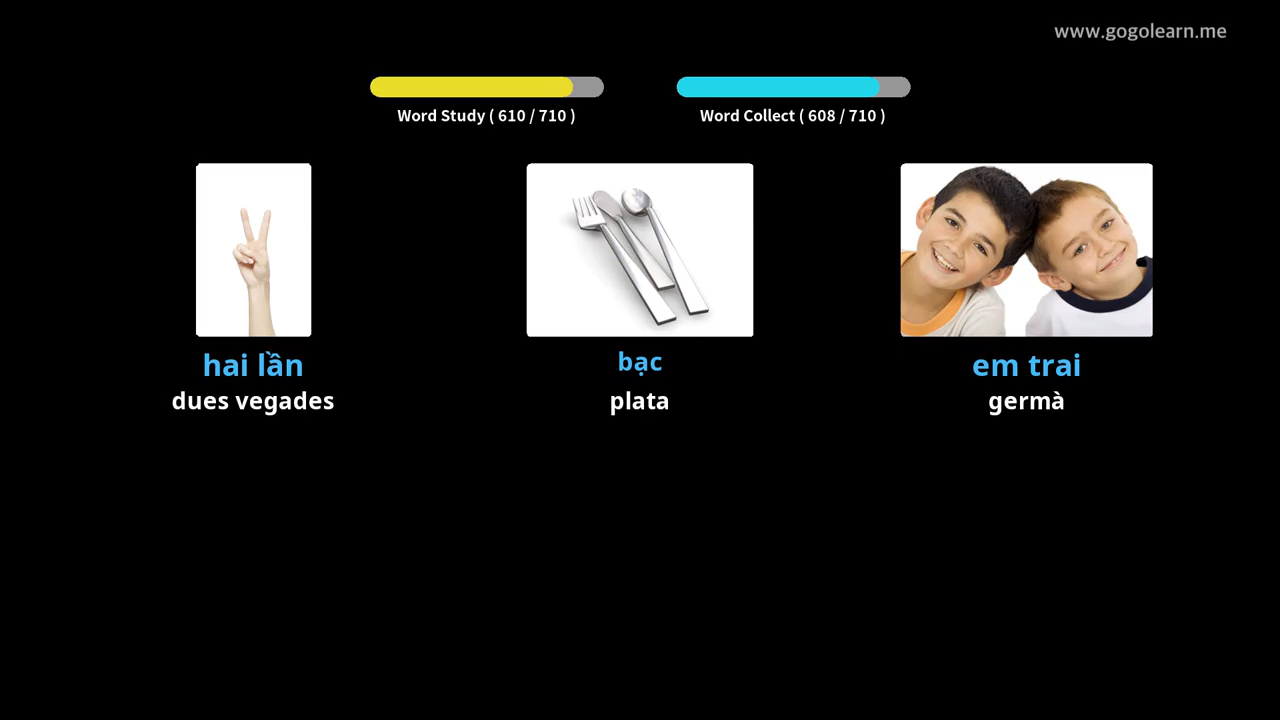 www.gogolearn.me
Word Study ( 610 / 710 )
Word Collect ( 608 / 710 )
hai lần
dues vegades
bạc
plata
em trai
germà